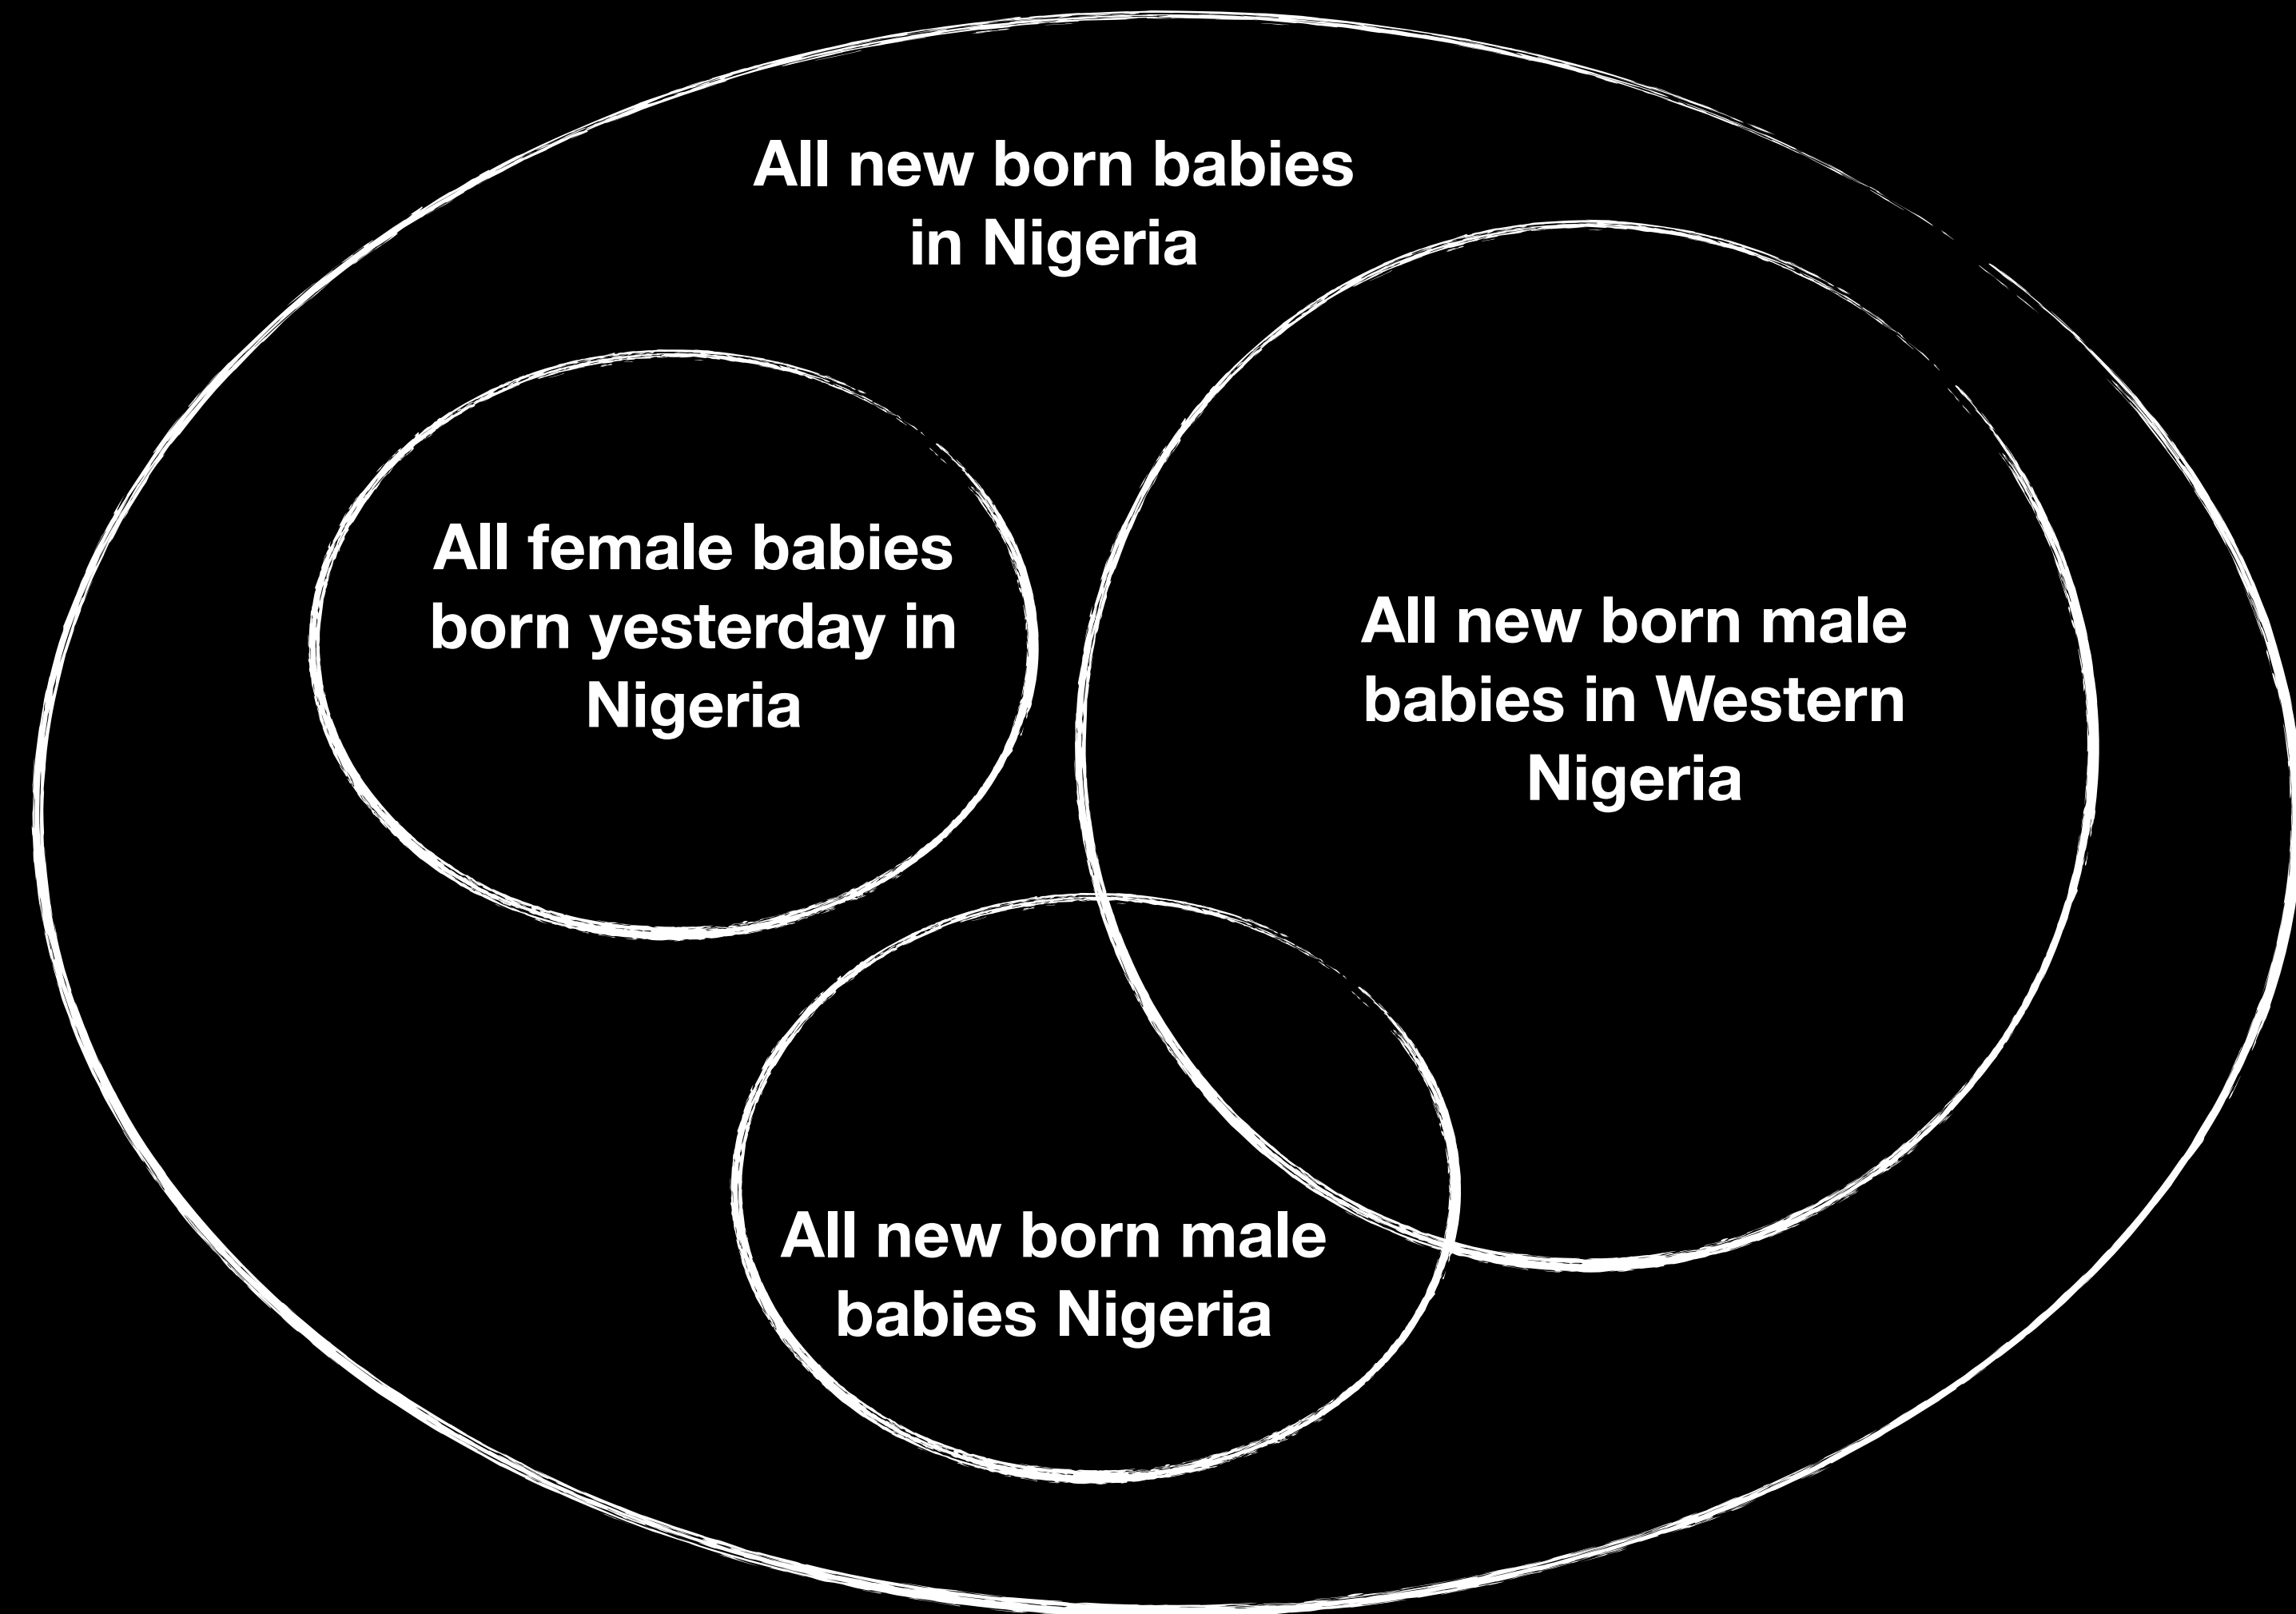 All new born babies
in Nigeria
All female babies
born yesterday in
Nigeria
All new born male
babies in Western
Nigeria
All new born male
babies Nigeria